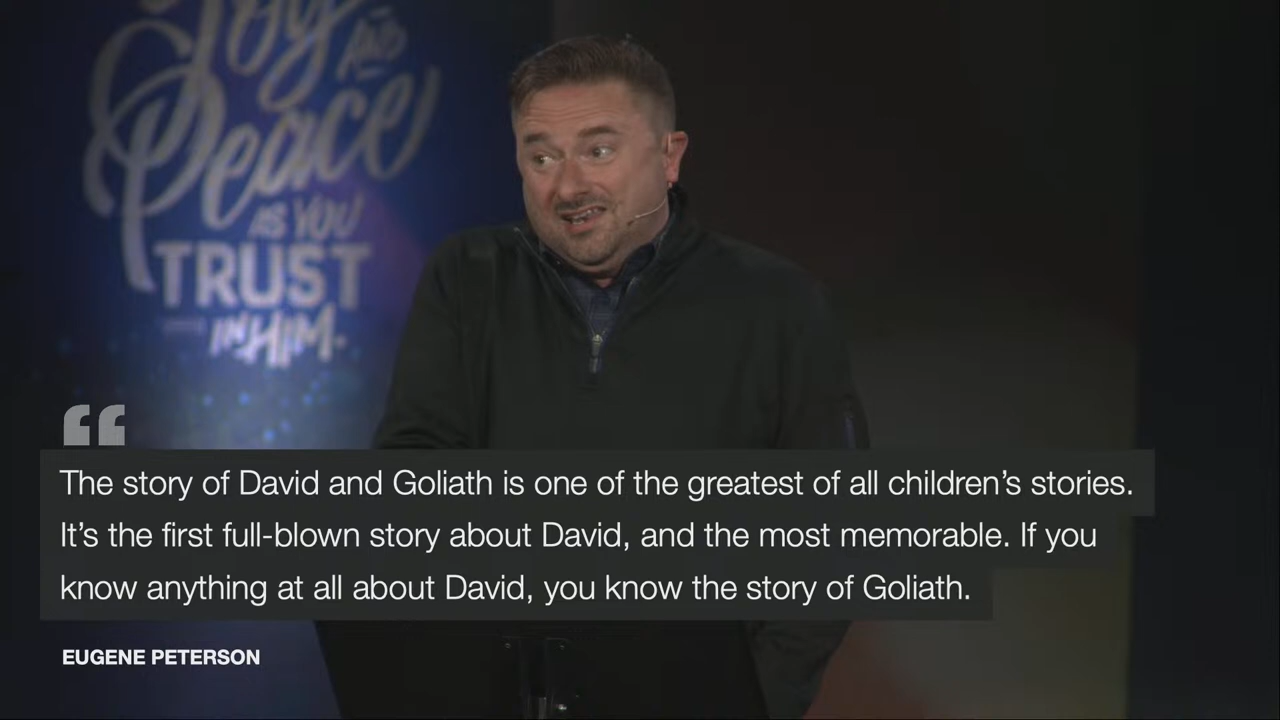 Joy
AND
Peace
AS YOU
TRUST
IN HIM.
“
The story of David and Goliath is one of the greatest of all children’s stories.
It’s the first full-blown story about David, and the most memorable. If you
know anything at all about David, you know the story of Goliath.
EUGENE PETERSON